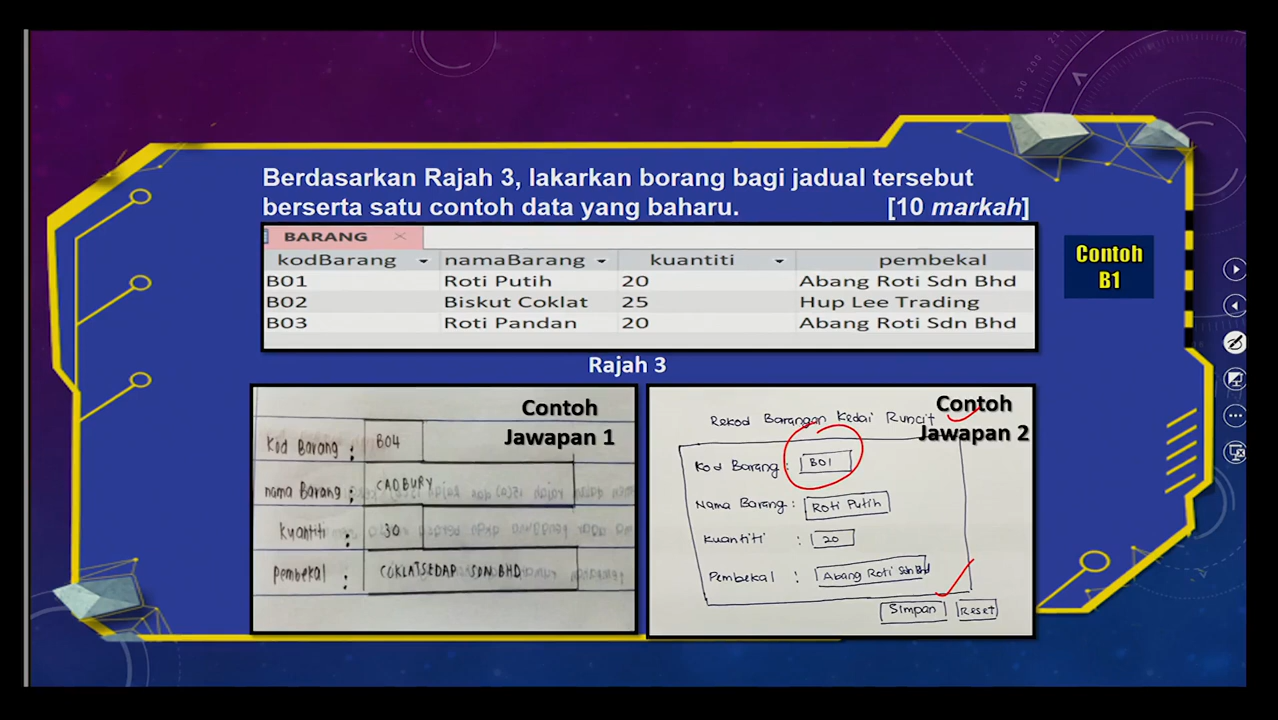 Berdasarkan Rajah 3, lakarkan borang bagi jadual tersebut
berserta satu contoh data yang baharu. [10 markah]
BARANG
kodBarang namaBarang kuantiti pembekal
B01 Roti Putih 20 Abang Roti Sdn Bhd
B02 Biskut Coklat 25 Hup Lee Trading
B03 Roti Pandan 20 Abang Roti Sdn Bhd
Contoh
B1
Rajah 3
Contoh
Jawapan 1
Kod Barang : B04
nama Barang : CADBURY
Kuantiti : 30
Pembekal : COKLATSEDAP SDN BHD
Contoh
Jawapan 2
Rekod Barangan Kedai Runcit
Kod Barang : B01
Nama Barang : Roti Putih
Kuantiti : 20
Pembekal : Abang Roti Sdn Bhd
Simpan Reset